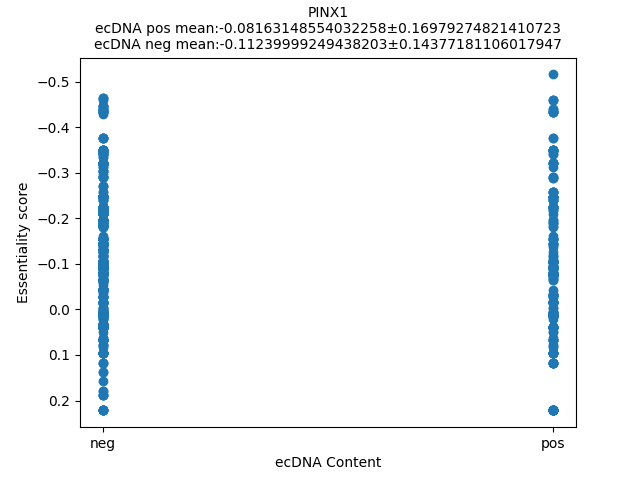 PINX1
ecDNA pos mean:-0.08163148554032258±0.16979274821410723
ecDNA neg mean:-0.11239999249438203±0.14377181106017947
−0.5
−0.4
−0.3
−0.2
−0.1
0.0
0.1
0.2
Essentiality score
neg
pos
ecDNA Content